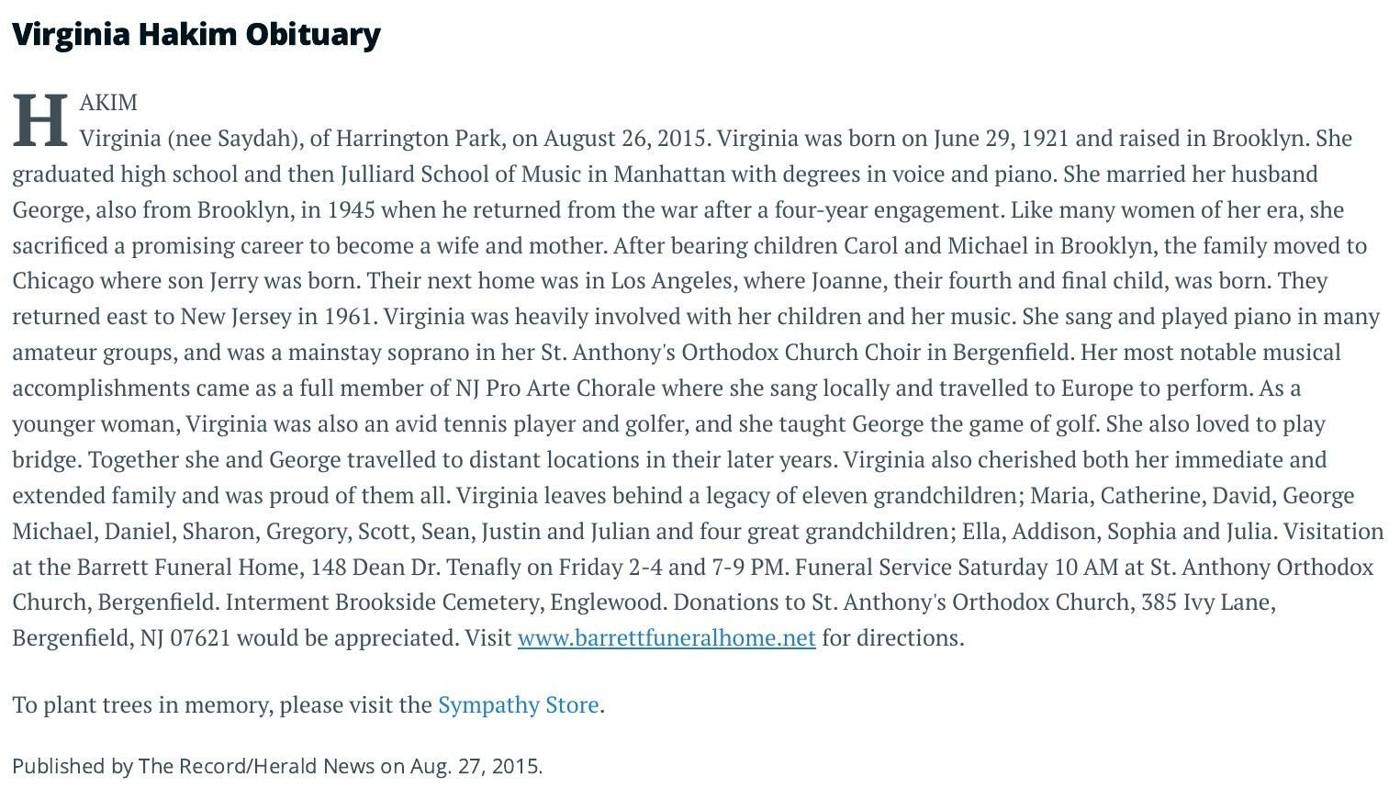 Virginia Hakim Obituary
HAKIM
Virginia (nee Saydah), of Harrington Park, on August 26, 2015. Virginia was born on June 29, 1921 and raised in Brooklyn. She
graduated high school and then Julliard School of Music in Manhattan with degrees in voice and piano. She married her husband
George, also from Brooklyn, in 1945 when he returned from the war after a four-year engagement. Like many women of her era, she
sacrificed a promising career to become a wife and mother. After bearing children Carol and Michael in Brooklyn, the family moved to
Chicago where son Jerry was born. Their next home was in Los Angeles, where Joanne, their fourth and final child, was born. They
returned east to New Jersey in 1961. Virginia was heavily involved with her children and her music. She sang and played piano in many
amateur groups, and was a mainstay soprano in her St. Anthony's Orthodox Church Choir in Bergenfield. Her most notable musical
accomplishments came as a full member of NJ Pro Arte Chorale where she sang locally and travelled to Europe to perform. As a
younger woman, Virginia was also an avid tennis player and golfer, and she taught George the game of golf. She also loved to play
bridge. Together she and George travelled to distant locations in their later years. Virginia also cherished both her immediate and
extended family and was proud of them all. Virginia leaves behind a legacy of eleven grandchildren; Maria, Catherine, David, George
Michael, Daniel, Sharon, Gregory, Scott, Sean, Justin and Julian and four great grandchildren; Ella, Addison, Sophia and Julia. Visitation
at the Barrett Funeral Home, 148 Dean Dr. Tenafly on Friday 2-4 and 7-9 PM. Funeral Service Saturday 10 AM at St. Anthony Orthodox
Church, Bergenfield. Interment Brookside Cemetery, Englewood. Donations to St. Anthony's Orthodox Church, 385 Ivy Lane,
Bergenfield, NJ 07621 would be appreciated. Visit www.barrettfuneralhome.net for directions.
To plant trees in memory, please visit the Sympathy Store.
Published by The Record/Herald News on Aug. 27, 2015.